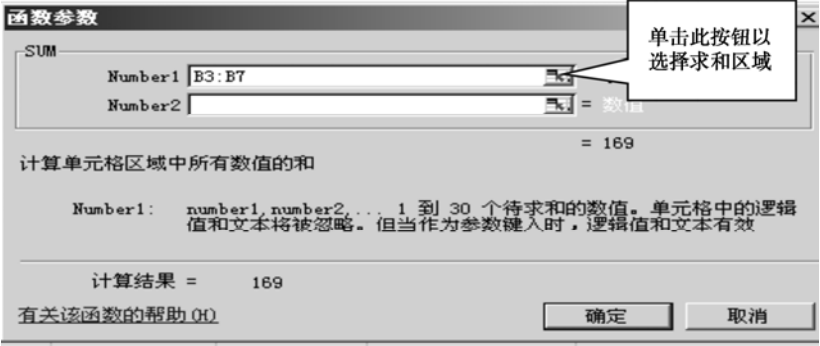 函数参数
单击此按钮以
选择求和区域
SUM
Number1 B3:B7
Number2 = 数值
= 169
计算单元格区域中所有数值的和
Number1: number1,number2,... 1 到 30 个待求和的数值。单元格中的逻辑
值和文本将被忽略。但当作为参数键入时，逻辑值和文本有效
计算结果 = 169
有关该函数的帮助(H)
确定 取消